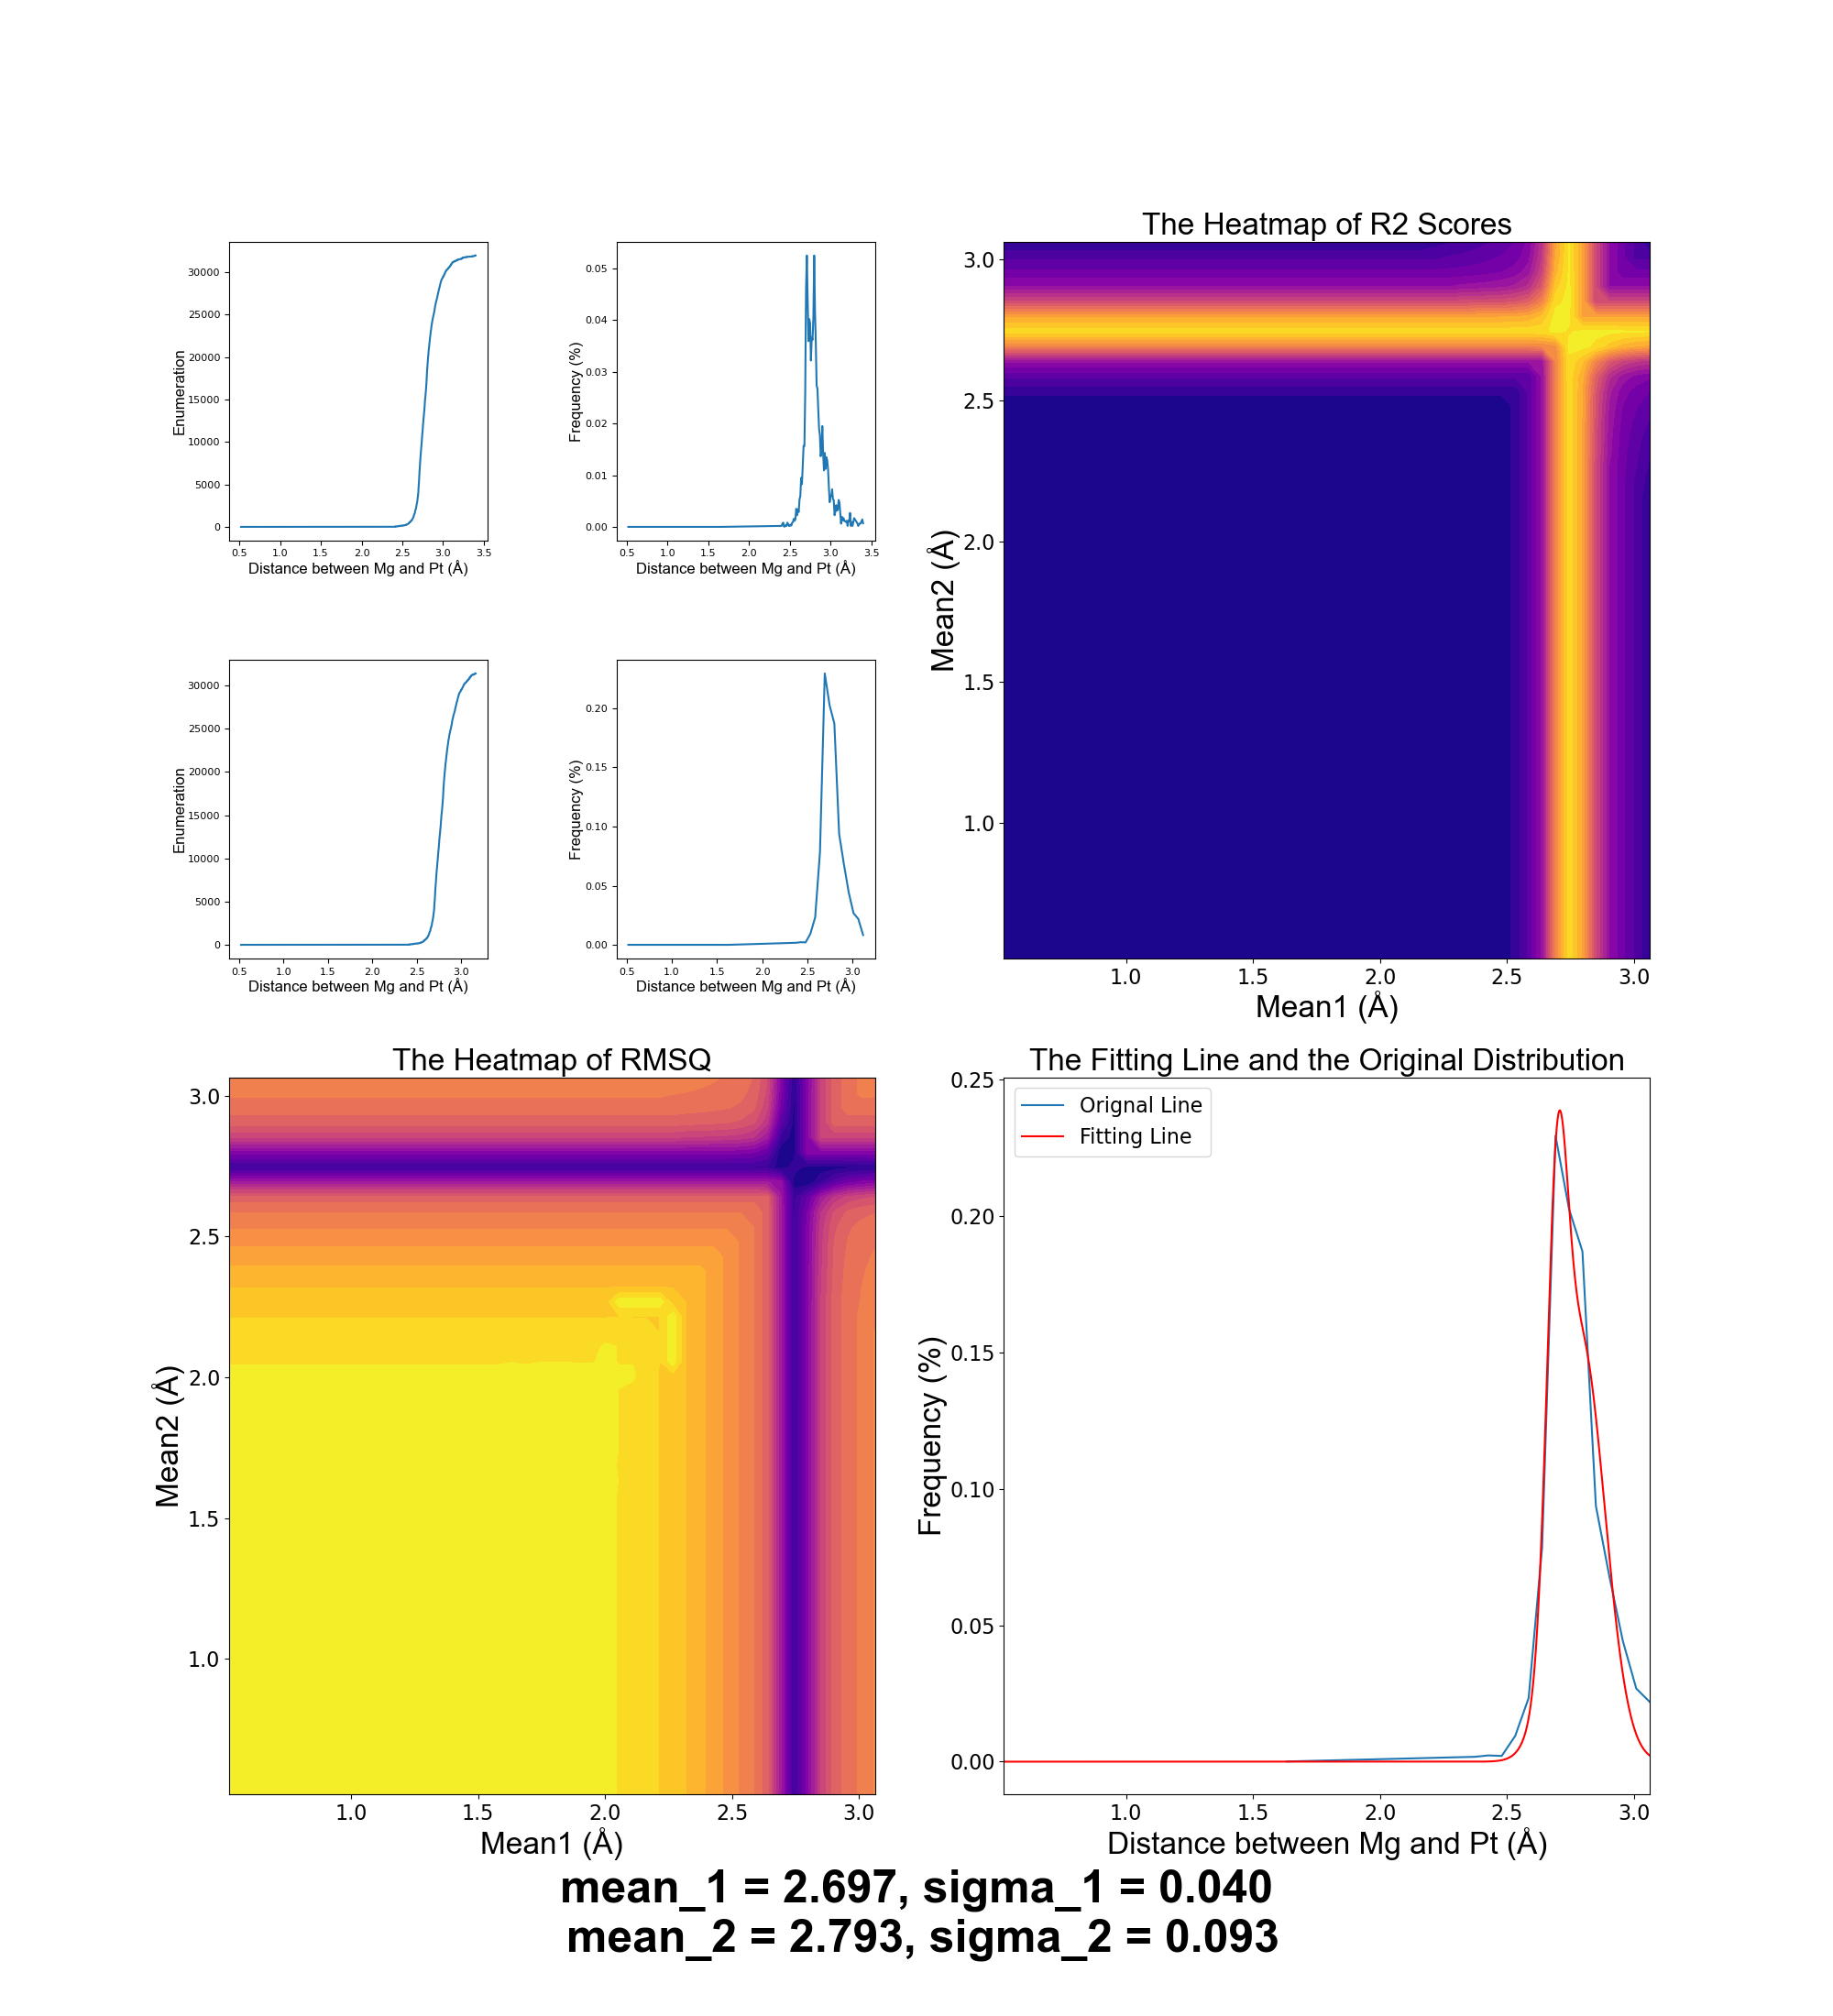 The Heatmap of R2 Scores
30000
25000
20000
15000
10000
5000
0
Enumeration
0.5 1.0 1.5 2.0 2.5 3.0 3.5
Distance between Mg and Pt (Å)
0.05
0.04
0.03
0.02
0.01
0.00
Frequency (%)
0.5 1.0 1.5 2.0 2.5 3.0 3.5
Distance between Mg and Pt (Å)
3.0
2.5
2.0
1.5
1.0
Mean2 (Å)
1.0 1.5 2.0 2.5 3.0
Mean1 (Å)
30000
25000
20000
15000
10000
5000
0
Enumeration
0.5 1.0 1.5 2.0 2.5 3.0
Distance between Mg and Pt (Å)
0.20
0.15
0.10
0.05
0.00
Frequency (%)
0.5 1.0 1.5 2.0 2.5 3.0
Distance between Mg and Pt (Å)
The Heatmap of RMSQ
3.0
2.5
2.0
1.5
1.0
Mean2 (Å)
1.0 1.5 2.0 2.5 3.0
Mean1 (Å)
The Fitting Line and the Original Distribution
Orignal Line
Fitting Line
0.25
0.20
0.15
0.10
0.05
0.00
Frequency (%)
1.0 1.5 2.0 2.5 3.0
Distance between Mg and Pt (Å)
mean_1 = 2.697, sigma_1 = 0.040
mean_2 = 2.793, sigma_2 = 0.093